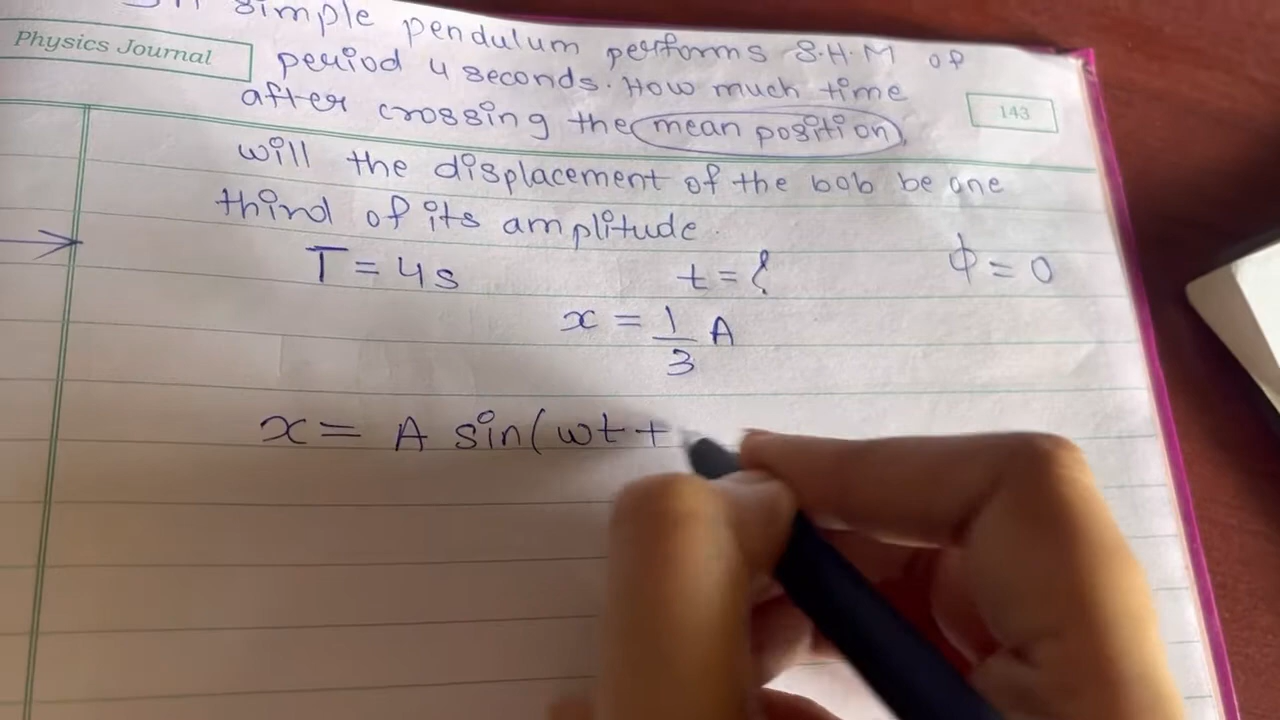 simple pendulum performs S.H.M of
Physics Journal
period 4 seconds. How much time
after crossing the mean position,
143
will the displacement of the bob be one
third of its amplitude.
T = 4s t = ? ϕ = 0
x = 1/3 A
x = A sin(ωt +